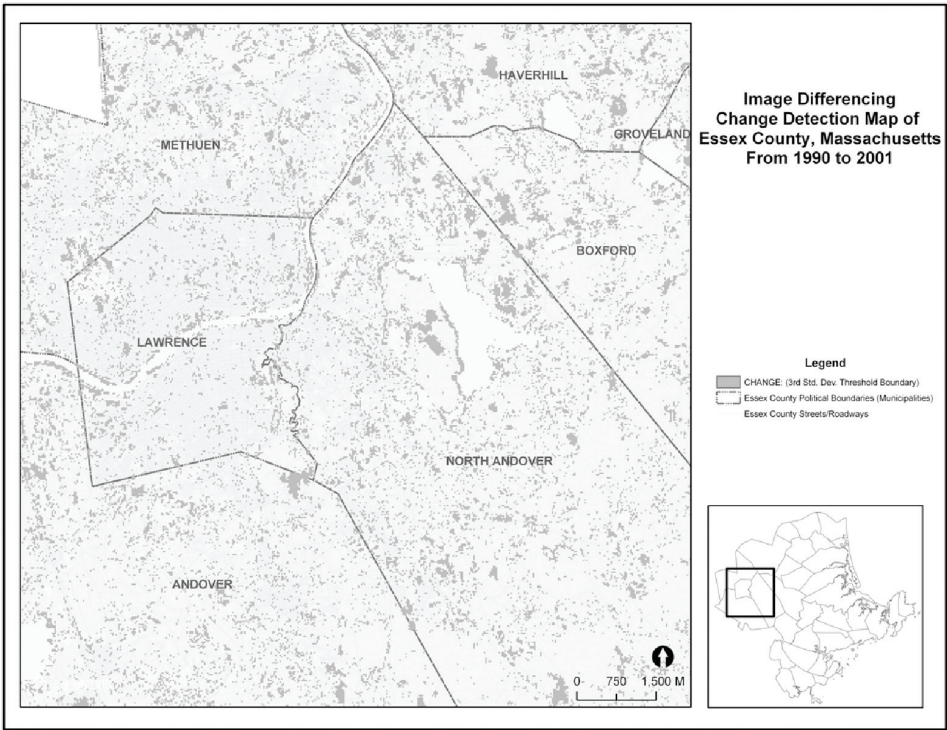 Image Differencing
Change Detection Map of
Essex County, Massachusetts
From 1990 to 2001
HAVERHILL
GROVELAND
METHUEN
BOXFORD
LAWRENCE
NORTH ANDOVER
ANDOVER
Legend
CHANGE: (3rd Std. Dev. Threshold Boundary)
Essex County Political Boundaries (Municipalities)
Essex County Streets/Roadways
0 750 1,500 M